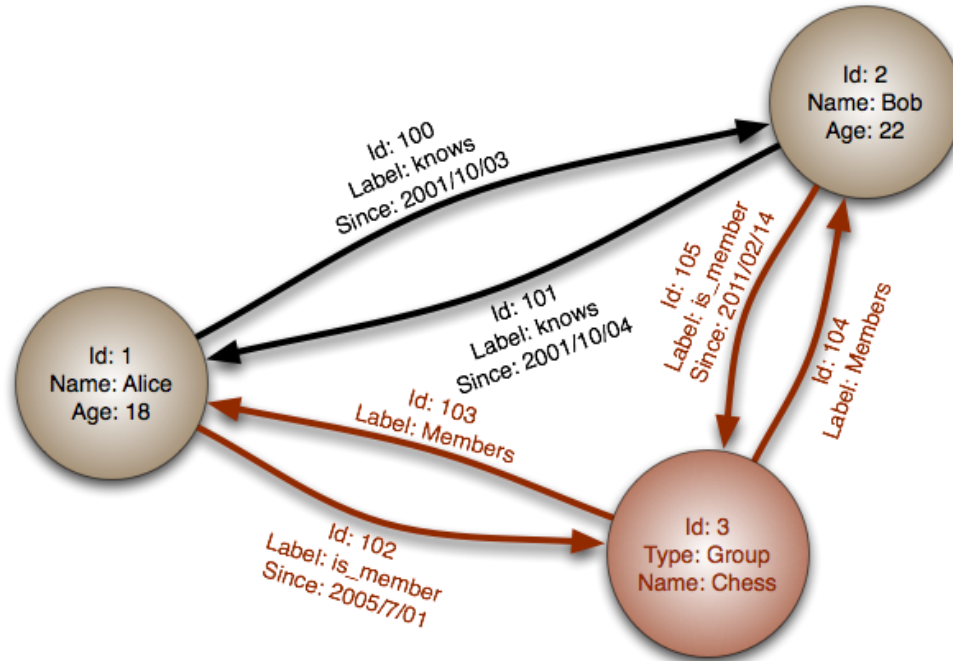 Id: 2
Name: Bob
Age: 22
Id: 100
Label: knows
Since: 2001/10/03
Id: 101
Label: knows
Since: 2001/10/04
Id: 105
Label: is_member
Since: 2011/02/14
Id: 104
Label: Members
Id: 1
Name: Alice
Age: 18
Id: 103
Label: Members
Id: 102
Label: is_member
Since: 2005/7/01
Id: 3
Type: Group
Name: Chess